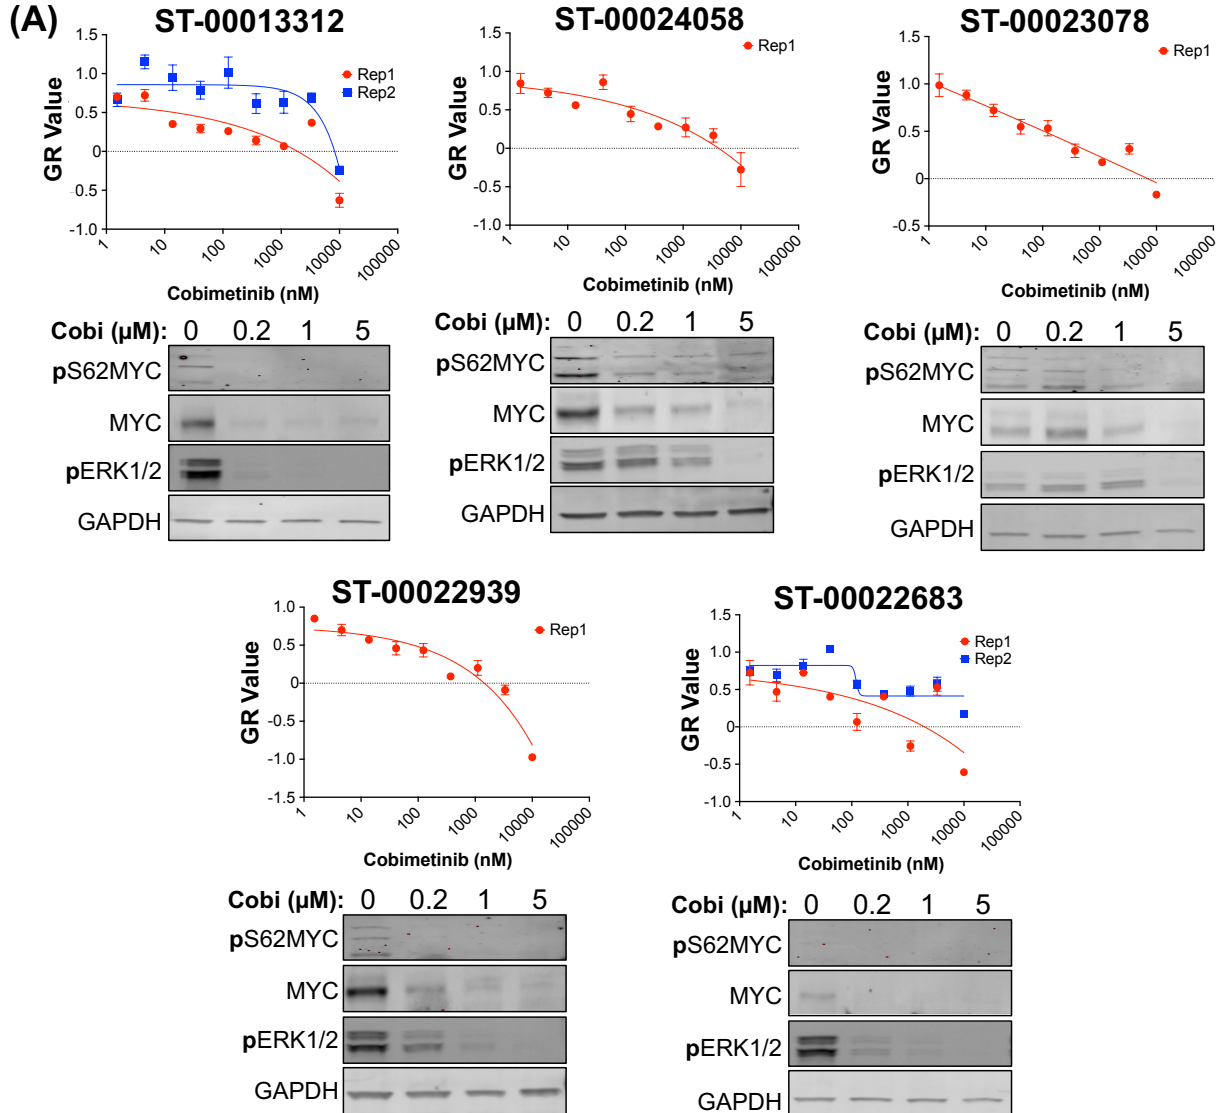 (A)
ST-00013312
GR Value
1.5
1.0
0.5
0
-0.5
-1.0
1
10
100
1000
10000
100000
Rep1
Rep2
Cobimetinib (nM)
Cobi (µM): 0 0.2 1 5
pS62MYC
MYC
pERK1/2
GAPDH
ST-00024058
GR Value
1.5
1.0
0.5
0
-0.5
-1.0
1
10
100
1000
10000
100000
Rep1
Cobimetinib (nM)
Cobi (µM): 0 0.2 1 5
pS62MYC
MYC
pERK1/2
GAPDH
ST-00023078
GR Value
1.5
1.0
0.5
0
-0.5
1
10
100
1000
10000
100000
Rep1
Cobimetinib (nM)
Cobi (µM): 0 0.2 1 5
pS62MYC
MYC
pERK1/2
GAPDH
ST-00022939
GR Value
1.0
0.5
0
-0.5
-1.0
-1.5
1
10
100
1000
10000
100000
Rep1
Cobimetinib (nM)
Cobi (µM): 0 0.2 1 5
pS62MYC
MYC
pERK1/2
GAPDH
ST-00022683
GR Value
1.5
1.0
0.5
0
-0.5
-1.0
1
10
100
1000
10000
100000
Rep1
Rep2
Cobimetinib (nM)
Cobi (µM): 0 0.2 1 5
pS62MYC
MYC
pERK1/2
GAPDH